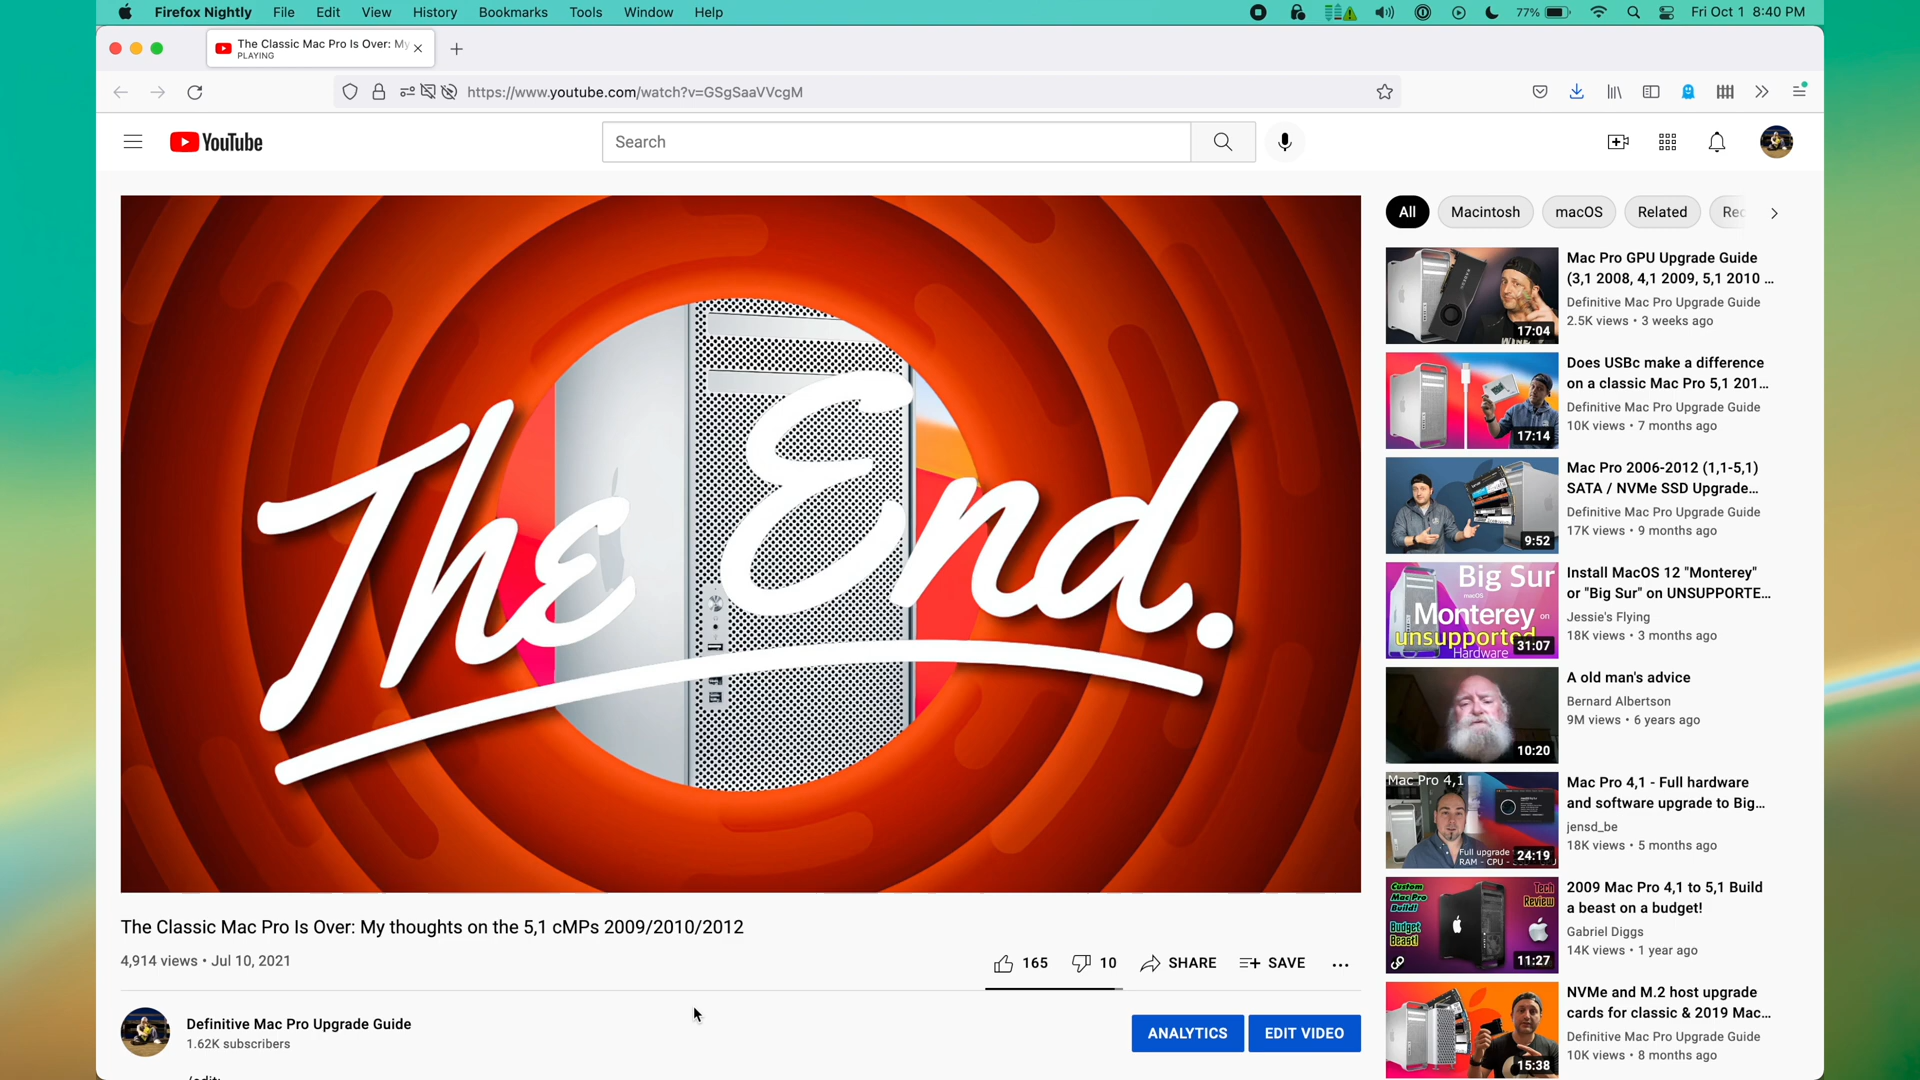 Firefox Nightly File Edit View History Bookmarks Tools Window Help
77% Fri Oct 1 8:40 PM
The Classic Mac Pro Is Over: My
PLAYING
https://www.youtube.com/watch?v=GSgSaaVVcgM
YouTube
Search
The End.
The Classic Mac Pro Is Over: My thoughts on the 5,1 cMPs 2009/2010/2012
4,914 views • Jul 10, 2021
165 10 SHARE SAVE ...
Definitive Mac Pro Upgrade Guide
1.62K subscribers
ANALYTICS EDIT VIDEO
All Macintosh macOS Related
17:04
Mac Pro GPU Upgrade Guide
(3,1 2008, 4,1 2009, 5,1 2010 ...
Definitive Mac Pro Upgrade Guide
2.5K views • 3 weeks ago
17:14
Does USBc make a difference
on a classic Mac Pro 5,1 201...
Definitive Mac Pro Upgrade Guide
10K views • 7 months ago
9:52
Mac Pro 2006-2012 (1,1-5,1)
SATA / NVMe SSD Upgrade...
Definitive Mac Pro Upgrade Guide
17K views • 9 months ago
Big Sur
macOS
Monterey on
unsupported
Hardware
31:07
Install MacOS 12 "Monterey"
or "Big Sur" on UNSUPPORTE...
Jessie's Flying
18K views • 3 months ago
10:20
A old man's advice
Bernard Albertson
9M views • 6 years ago
Mac Pro 4,1
Full upgrade
RAM - CPU -
24:19
Mac Pro 4,1 - Full hardware
and software upgrade to Big...
jensd_be
18K views • 5 months ago
Custom
Mac Pro
Build!
Budget
Beast!
Tech
Review
11:27
2009 Mac Pro 4,1 to 5,1 Build
a beast on a budget!
Gabriel Diggs
14K views • 1 year ago
15:38
NVMe and M.2 host upgrade
cards for classic & 2019 Mac...
Definitive Mac Pro Upgrade Guide
10K views • 8 months ago